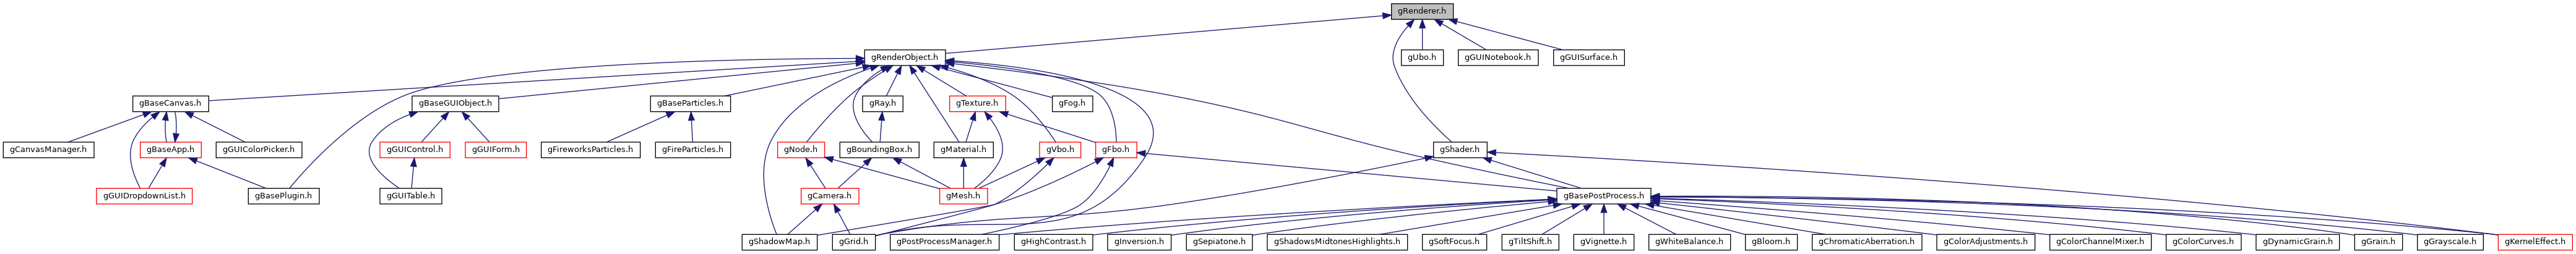 gRenderer.h
gRenderObject.h
gUbo.h
gGUINotebook.h
gGUISurface.h
gBaseCanvas.h
gBaseGUIObject.h
gBaseParticles.h
gRay.h
gTexture.h
gFog.h
gCanvasManager.h
gBaseApp.h
gGUIColorPicker.h
gGUIControl.h
gGUIForm.h
gFireworksParticles.h
gFireParticles.h
gNode.h
gBoundingBox.h
gMaterial.h
gVbo.h
gFbo.h
gShader.h
gGUIDropdownList.h
gBasePlugin.h
gGUITable.h
gCamera.h
gMesh.h
gBasePostProcess.h
gShadowMap.h
gGrid.h
gPostProcessManager.h
gHighContrast.h
gInversion.h
gSepiatone.h
gShadowsMidtonesHighlights.h
gSoftFocus.h
gTiltShift.h
gVignette.h
gWhiteBalance.h
gBloom.h
gChromaticAberration.h
gColorAdjustments.h
gColorChannelMixer.h
gColorCurves.h
gDynamicGrain.h
gGrain.h
gGrayscale.h
gKernelEffect.h